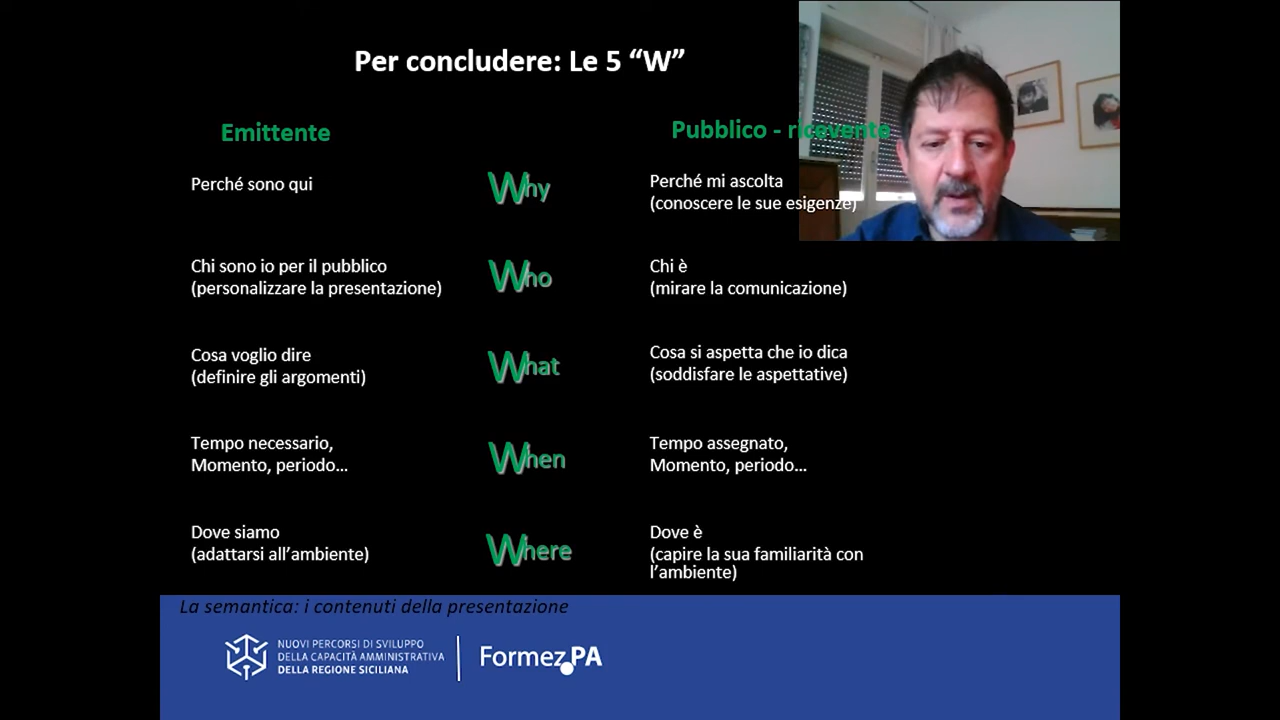 Per concludere: Le 5 “W”
Emittente
Pubblico - ricevente
Perché sono qui
Why
Perché mi ascolta
(conoscere le sue esigenze)
Chi sono io per il pubblico
(personalizzare la presentazione)
Who
Chi è
(mirare la comunicazione)
Cosa voglio dire
(definire gli argomenti)
What
Cosa si aspetta che io dica
(soddisfare le aspettative)
Tempo necessario,
Momento, periodo…
When
Tempo assegnato,
Momento, periodo…
Dove siamo
(adattarsi all’ambiente)
Where
Dove è
(capire la sua familiarità con
l’ambiente)
La semantica: i contenuti della presentazione
NUOVI PERCORSI DI SVILUPPO
DELLA CAPACITÀ AMMINISTRATIVA
DELLA REGIONE SICILIANA
Formez.PA